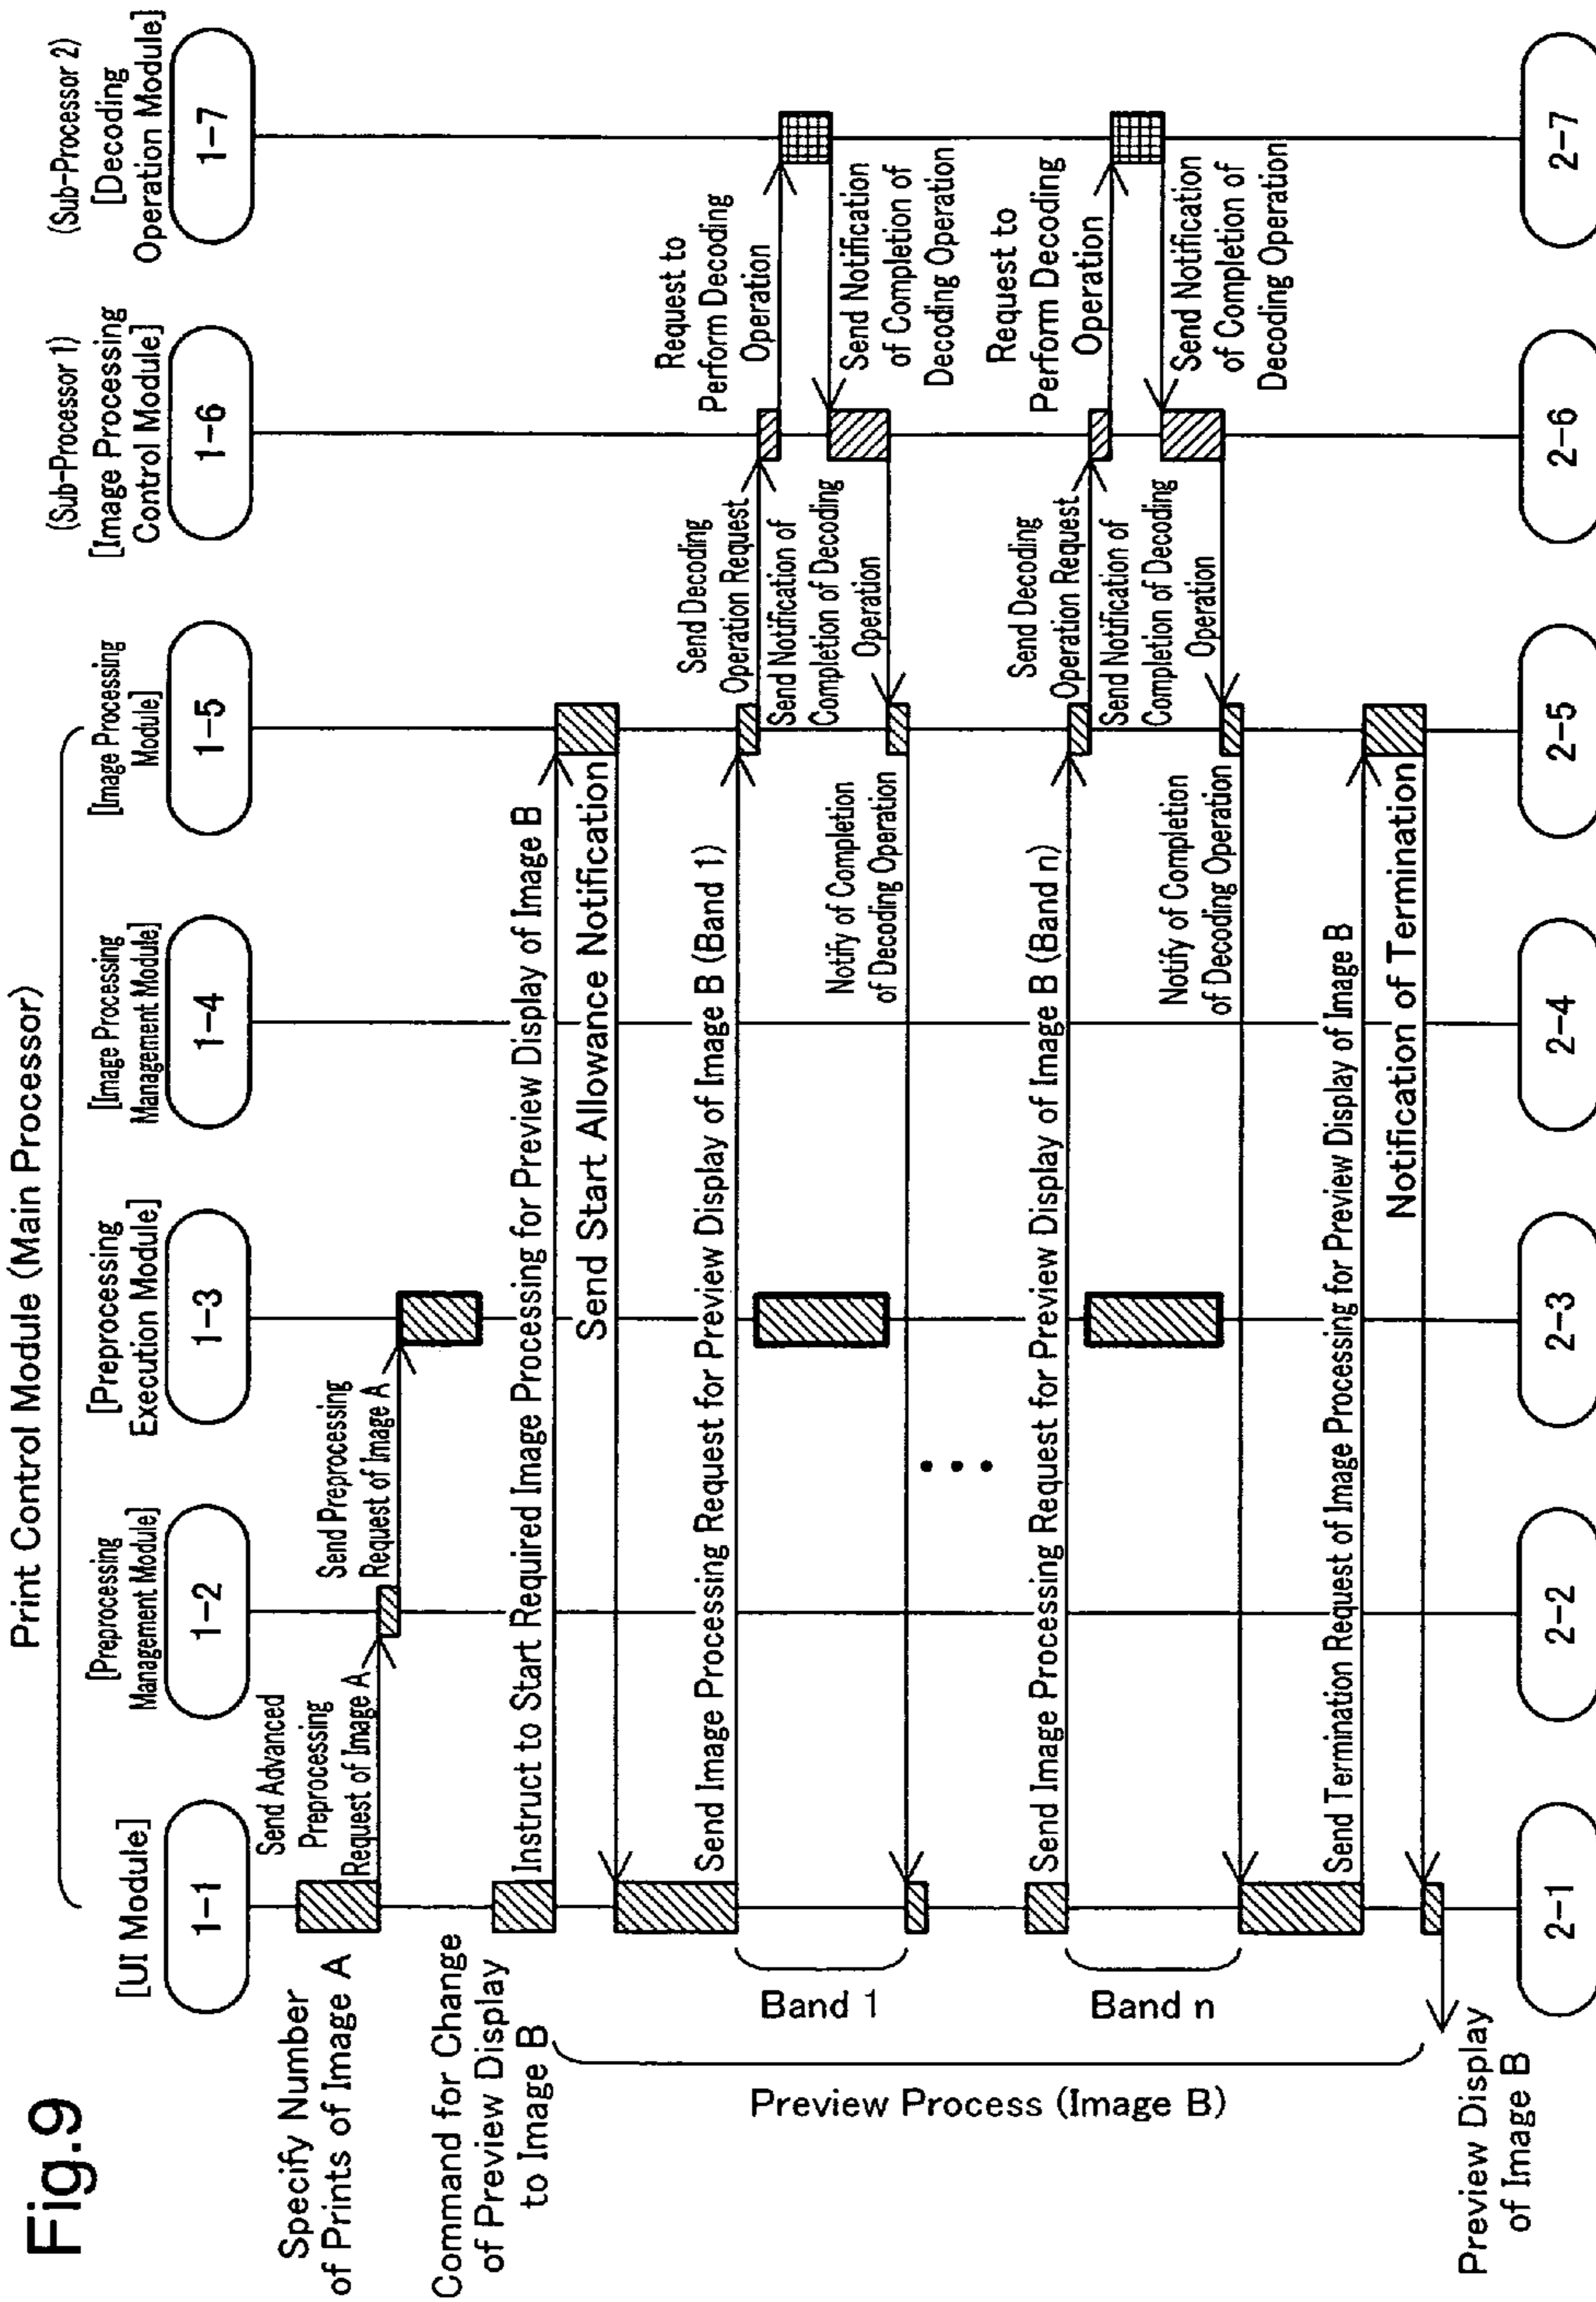 Fig.9
Print Control Module (Main Processor)
(Sub-Processor 1)
(Sub-Processor 2)
[UI Module]
[Preprocessing
Management Module]
[Preprocessing
Execution Module]
[Image Processing
Management Module]
[Image Processing
Module]
[Image Processing
Control Module]
[Decoding
Operation Module]
1-1
1-2
1-3
1-4
1-5
1-6
1-7
Specify Number
of Prints of Image A
Send Advanced
Preprocessing
Request of Image A
Send Preprocessing
Request of Image A
Command for Change
of Preview Display
to Image B
Instruct to Start Required Image Processing for Preview Display of Image B
Send Start Allowance Notification
Send Image Processing Request for Preview Display of Image B (Band 1)
Send Decoding
Operation Request
Request to
Perform Decoding
Operation
Send Notification
of Completion of
Decoding Operation
Send Notification of
Completion of Decoding
Operation
Notify of Completion
of Decoding Operation
Band 1
Send Image Processing Request for Preview Display of Image B (Band n)
Send Decoding
Operation Request
Request to
Perform Decoding
Operation
Send Notification
of Completion of
Decoding Operation
Send Notification of
Completion of Decoding
Operation
Notify of Completion
of Decoding Operation
Band n
Preview Process (Image B)
Send Termination Request of Image Processing for Preview Display of Image B
Notification of Termination
Preview Display
of Image B
2-1
2-2
2-3
2-4
2-5
2-6
2-7